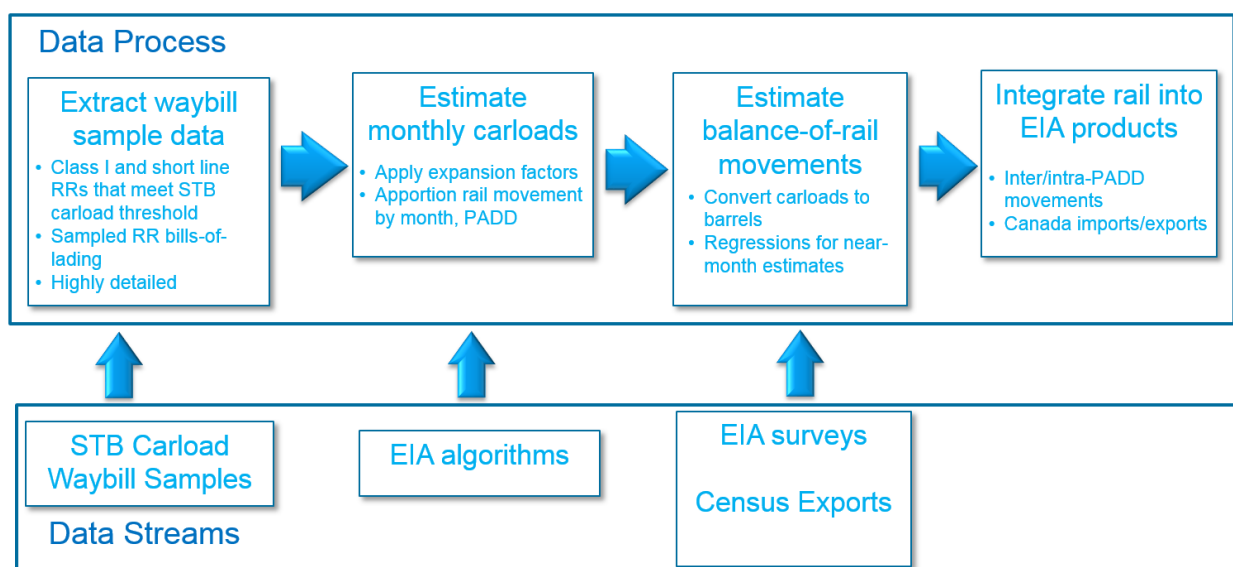 Data Process
Extract waybill
sample data
• Class I and short line
RRs that meet STB
carload threshold
• Sampled RR bills-of-
lading
• Highly detailed
Estimate
monthly carloads
• Apply expansion factors
• Apportion rail movement
by month, PADD
Estimate
balance-of-rail
movements
• Convert carloads to
barrels
• Regressions for near-
month estimates
Integrate rail into
EIA products
• Inter/intra-PADD
movements
• Canada imports/exports
STB Carload
Waybill Samples
EIA algorithms
EIA surveys
Census Exports
Data Streams